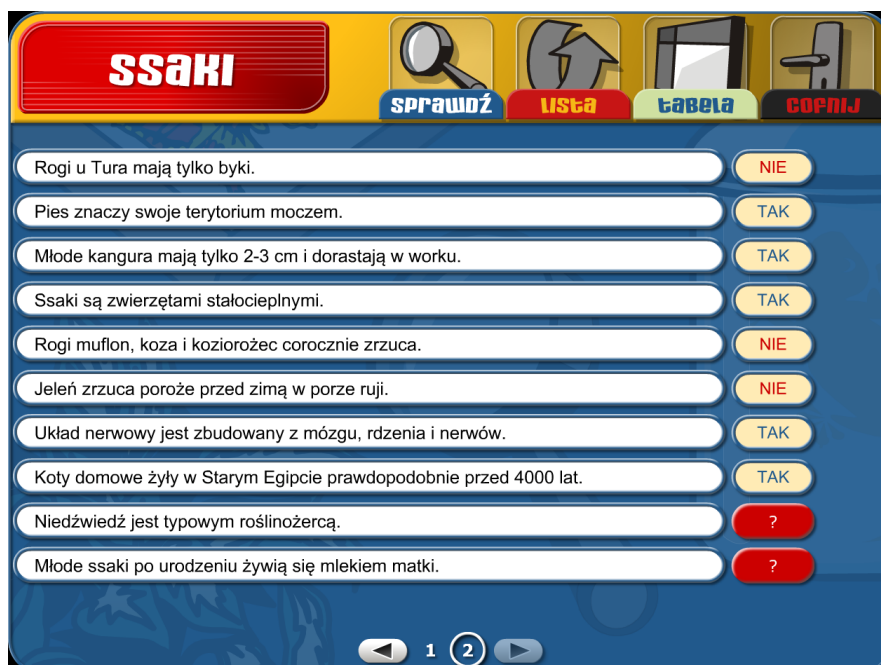 ssaki
sprawdź
lista
tabela
cofnij
Rogi u Tura mają tylko byki. NIE
Pies znaczy swoje terytorium moczem. TAK
Młode kangura mają tylko 2-3 cm i dorastają w worku. TAK
Ssaki są zwierzętami stałocieplnymi. TAK
Rogi muflon, koza i koziorożec corocznie zrzuca. NIE
Jeleń zrzuca poroże przed zimą w porze ruji. NIE
Układ nerwowy jest zbudowany z mózgu, rdzenia i nerwów. TAK
Koty domowe żyły w Starym Egipcie prawdopodobnie przed 4000 lat. TAK
Niedźwiedź jest typowym roślinożercą. ?
Młode ssaki po urodzeniu żywią się mlekiem matki. ?
1 2